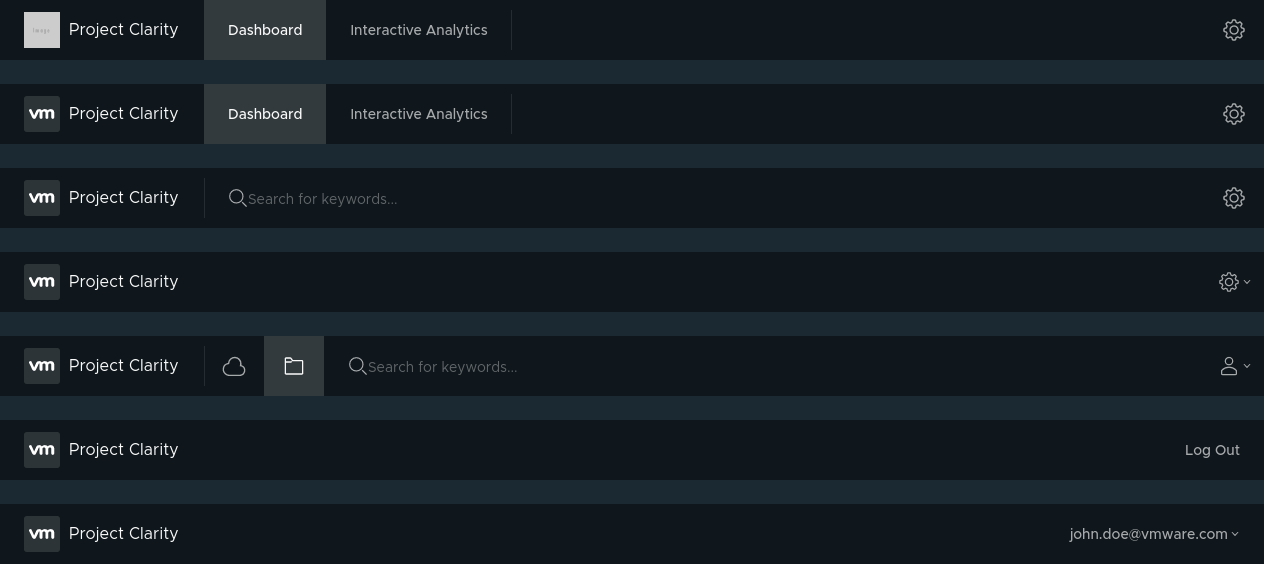 Image Project Clarity Dashboard Interactive Analytics
vm Project Clarity Dashboard Interactive Analytics
vm Project Clarity Search for keywords...
vm Project Clarity
vm Project Clarity Search for keywords...
vm Project Clarity Log Out
vm Project Clarity john.doe@vmware.com